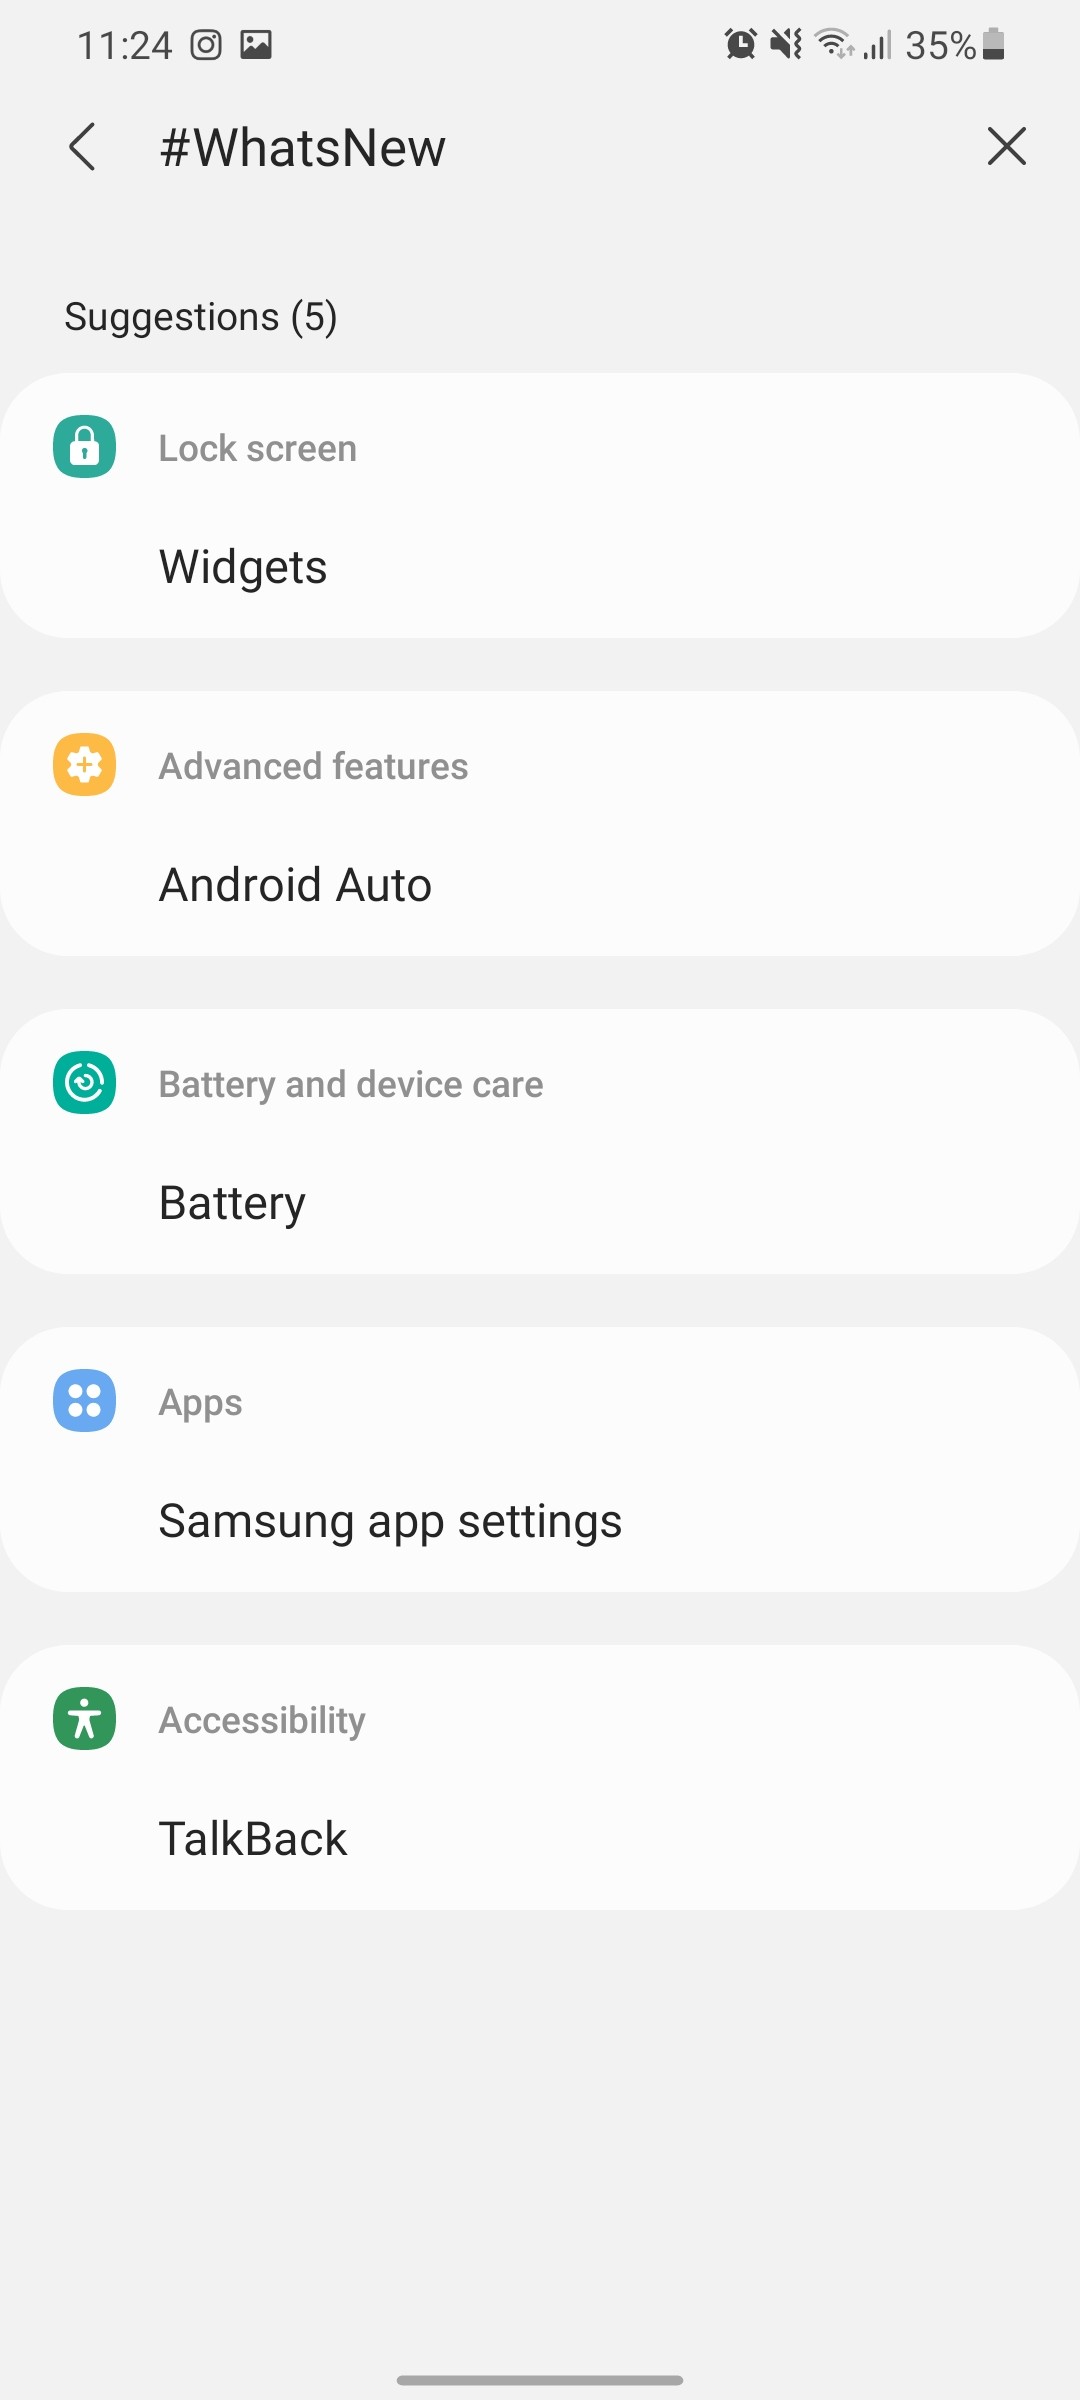 11:24
35%
#WhatsNew
Suggestions (5)
Lock screen
Widgets
Advanced features
Android Auto
Battery and device care
Battery
Apps
Samsung app settings
Accessibility
TalkBack